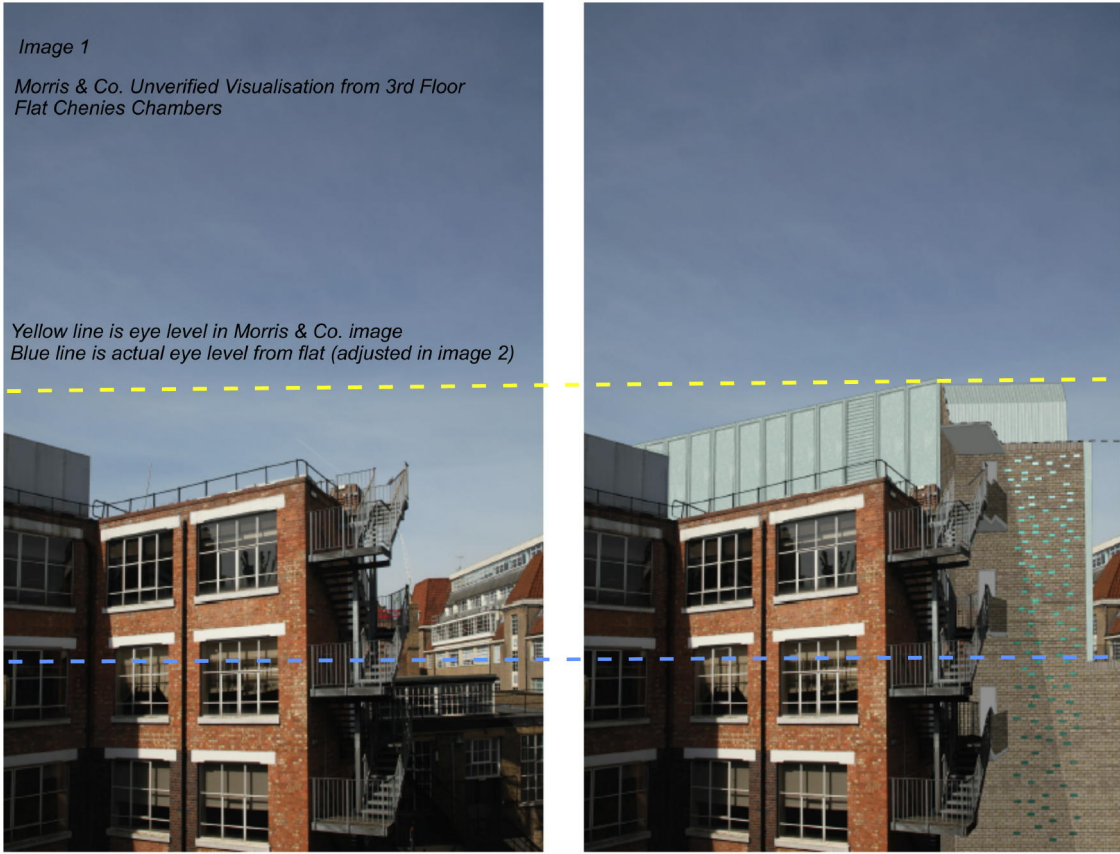 Image 1
Morris & Co. Unverified Visualisation from 3rd Floor
Flat Chenies Chambers
Yellow line is eye level in Morris & Co. image
Blue line is actual eye level from flat (adjusted in image 2)